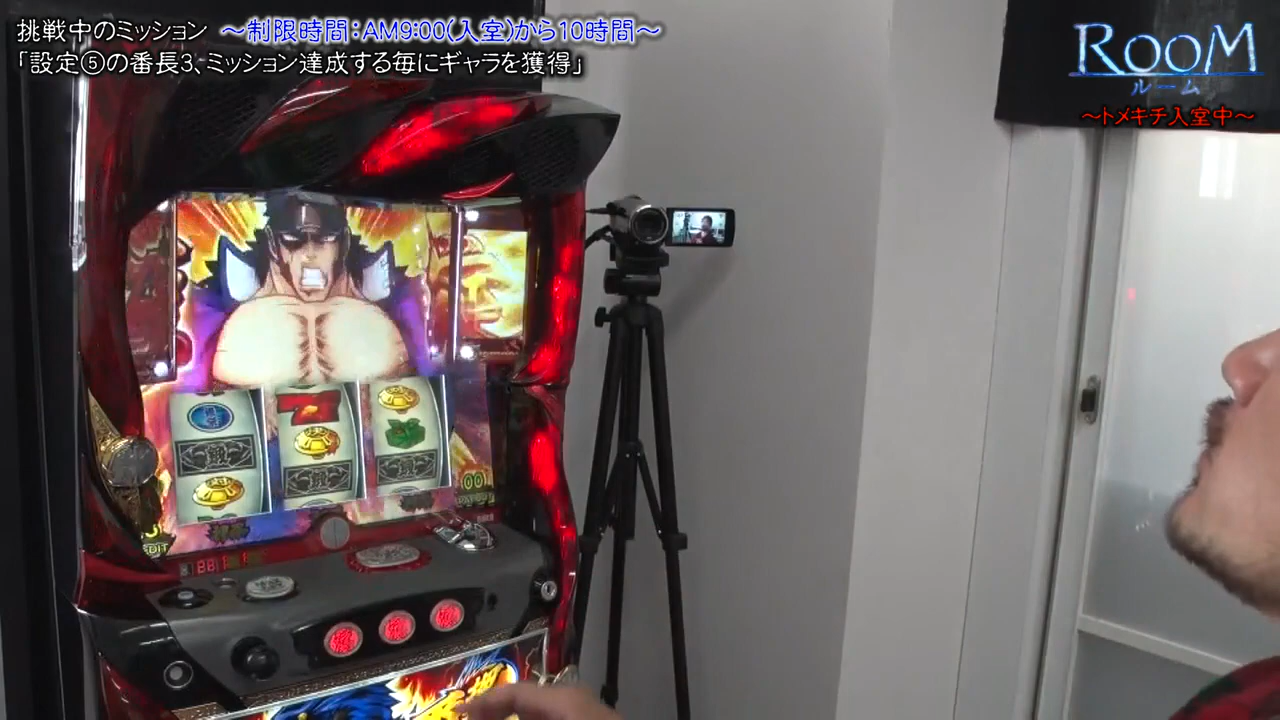 挑戦中のミッション ～制限時間：AM9:00(入室)から10時間～
「設定⑤の番長3、ミッション達成する毎にギャラを獲得」
RooM
ルーム
～トメキチ入室中～
00